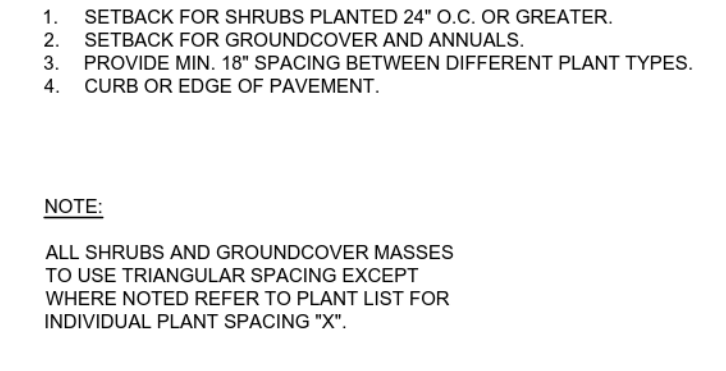 1. SETBACK FOR SHRUBS PLANTED 24" O.C. OR GREATER.
2. SETBACK FOR GROUNDCOVER AND ANNUALS.
3. PROVIDE MIN. 18" SPACING BETWEEN DIFFERENT PLANT TYPES.
4. CURB OR EDGE OF PAVEMENT.
NOTE:
ALL SHRUBS AND GROUNDCOVER MASSES
TO USE TRIANGULAR SPACING EXCEPT
WHERE NOTED REFER TO PLANT LIST FOR
INDIVIDUAL PLANT SPACING "X".